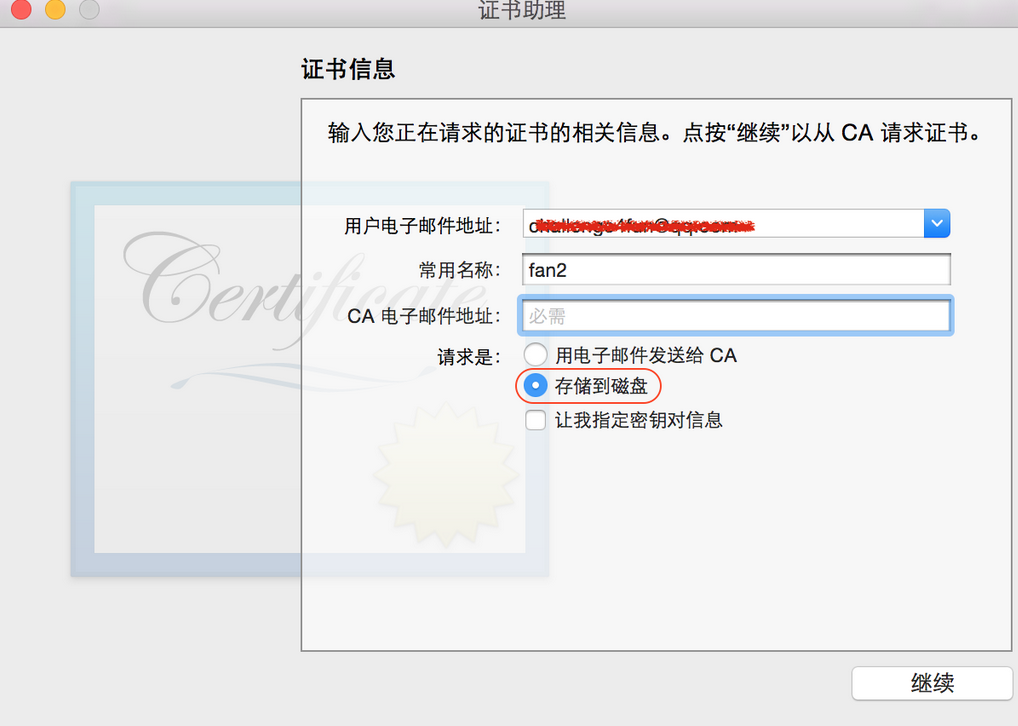 证书助理
证书信息
输入您正在请求的证书的相关信息。点按“继续”以从 CA 请求证书。
Certificate
用户电子邮件地址：
常用名称： fan2
CA 电子邮件地址： 必需
请求是： 用电子邮件发送给 CA
存储到磁盘
让我指定密钥对信息
继续